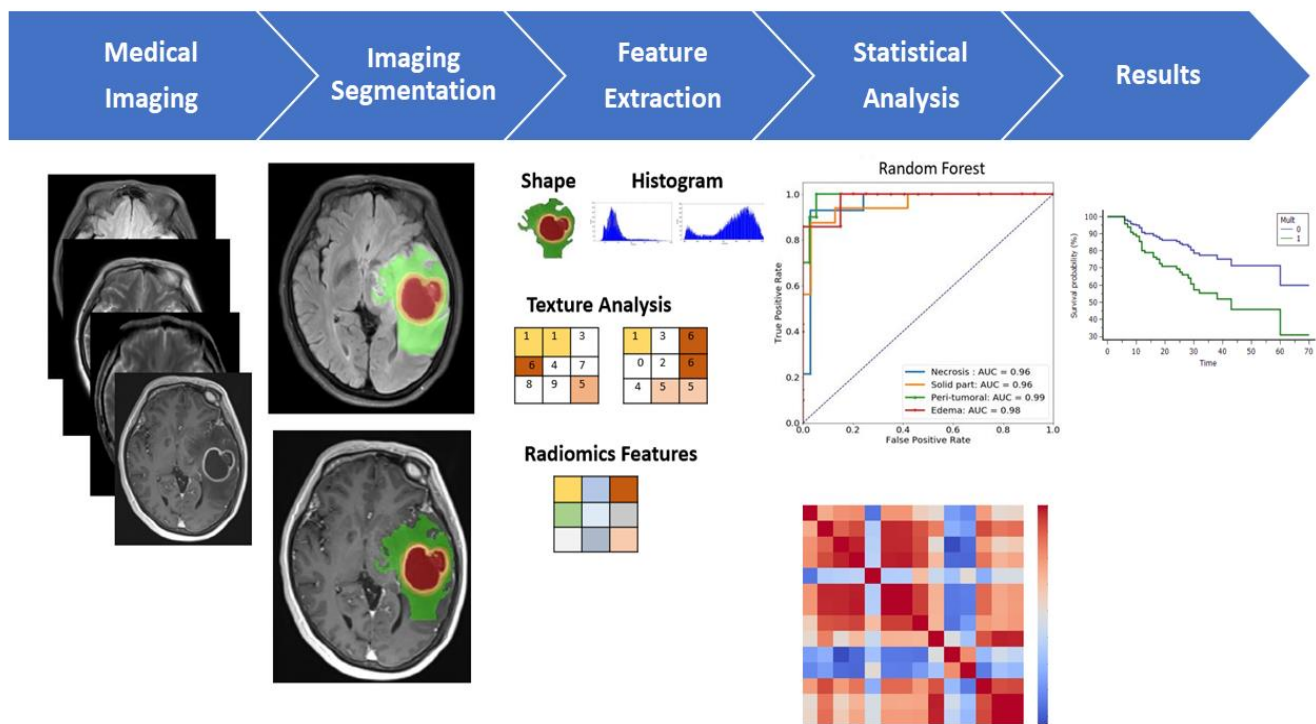 Medical
Imaging
Imaging
Segmentation
Feature
Extraction
Statistical
Analysis
Results
Shape
Histogram
Texture Analysis
1 1 3
6 4 7
8 9 5
1 3 6
0 2 6
4 5 5
Radiomics Features
Random Forest
True Positive Rate
1.0
0.8
0.6
0.4
0.2
0.0
0.0 0.2 0.4 0.6 0.8 1.0
False Positive Rate
Necrosis : AUC = 0.96
Solid part: AUC = 0.96
Peri-tumoral: AUC = 0.99
Edema: AUC = 0.98
Survival probability (%)
100
90
80
70
60
50
40
30
0 10 20 30 40 50 60 70
Time
Mult
0
1